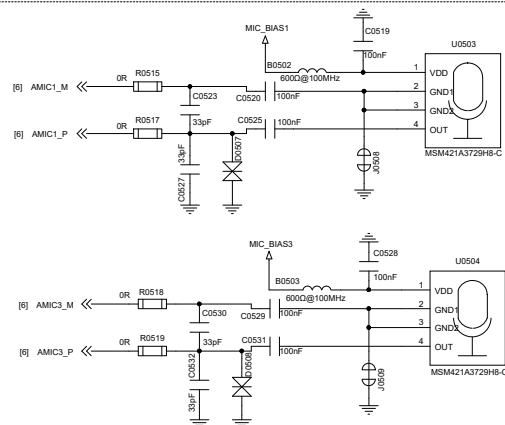 MIC_BIAS1
C0519
100nF
U0503
B0502
600Ω@100MHz
1 VDD
2 GND1
3 GND2
4 OUT
MSM421A3729H8-C
[6] AMIC1_M
0R
R0515
C0523
33pF
C0520
100nF
[6] AMIC1_P
0R
R0517
C0525
100nF
33pF
C0527
D0507
J0508
MIC_BIAS3
C0528
100nF
U0504
B0503
600Ω@100MHz
1 VDD
2 GND1
3 GND2
4 OUT
MSM421A3729H8-C
[6] AMIC3_M
0R
R0518
C0530
33pF
C0529
100nF
[6] AMIC3_P
0R
R0519
C0531
100nF
C0532
33pF
D0508
J0509